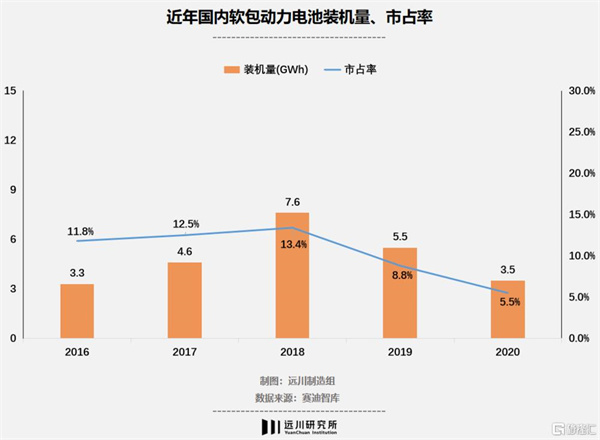 近年国内软包动力电池装机量、市占率
装机量(GWh) 市占率
15 30.0%
12 25.0%
9 20.0%
6 15.0%
3 10.0%
0 5.0%
0.0%
11.8% 12.5% 13.4% 8.8% 5.5%
3.3 4.6 7.6 5.5 3.5
2016 2017 2018 2019 2020
制图：远川制造组
数据来源：赛迪智库
远川研究所
YuanChuan Institution
格隆汇